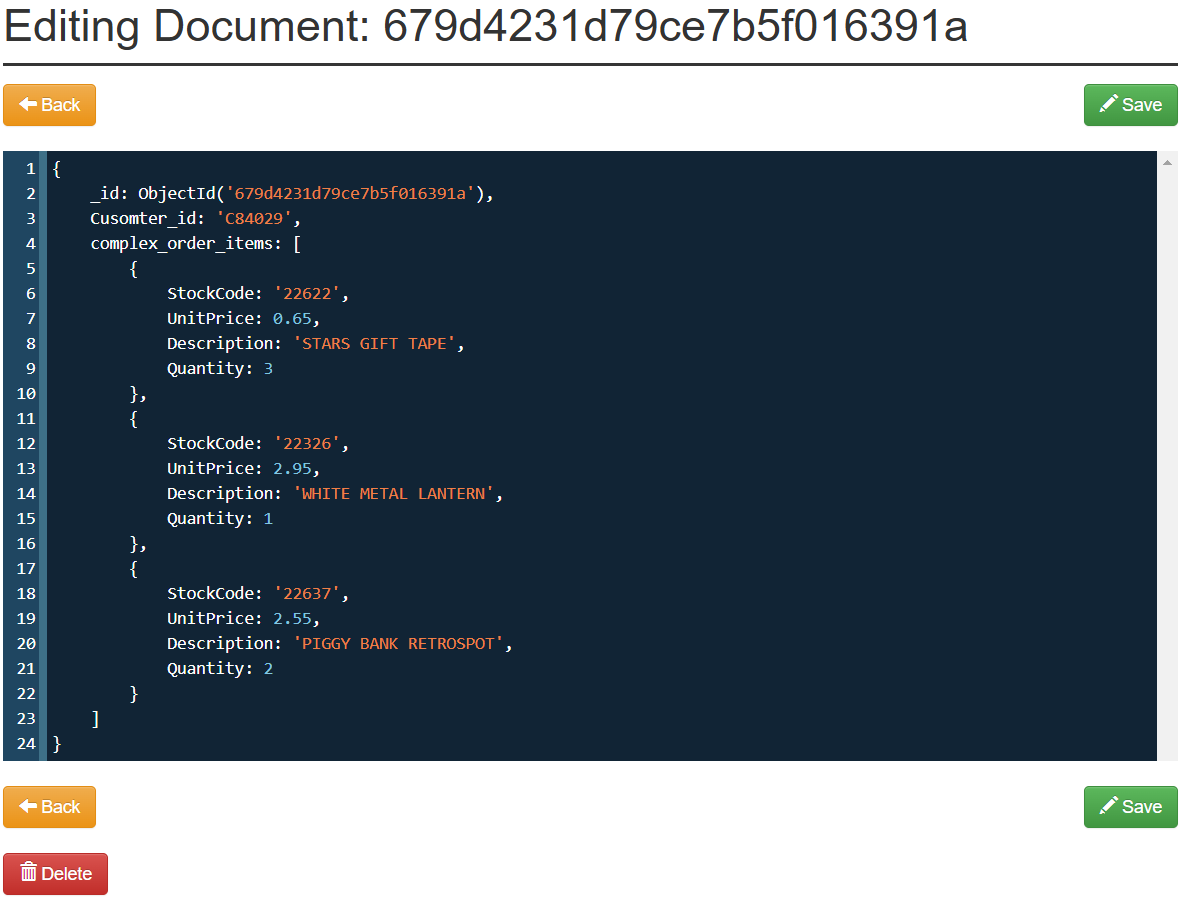 Editing Document: 679d4231d79ce7b5f016391a
Back Save
1 {
2     _id: ObjectId('679d4231d79ce7b5f016391a'),
3     Cusomter_id: 'C84029',
4     complex_order_items: [
5         {
6             StockCode: '22622',
7             UnitPrice: 0.65,
8             Description: 'STARS GIFT TAPE',
9             Quantity: 3
10         },
11         {
12             StockCode: '22326',
13             UnitPrice: 2.95,
14             Description: 'WHITE METAL LANTERN',
15             Quantity: 1
16         },
17         {
18             StockCode: '22637',
19             UnitPrice: 2.55,
20             Description: 'PIGGY BANK RETROSPOT',
21             Quantity: 2
22         }
23     ]
24 }
Back Save
Delete